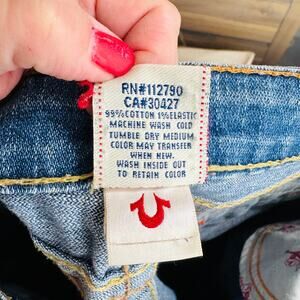 RN#112790
CA#30427
99%COTTON 1%ELASTIC
MACHINE WASH COLD
TUMBLE DRY MEDIUM
COLOR MAY TRANSFER
WHEN NEW.
WASH INSIDE OUT
TO RETAIN COLOR